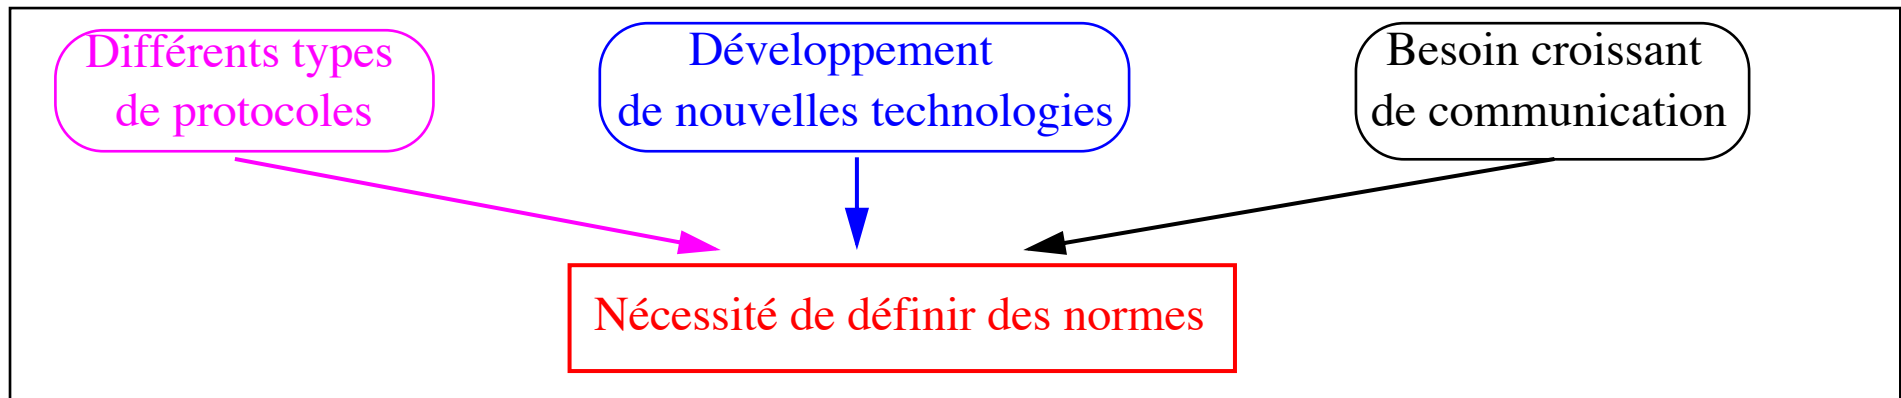 Différents types
de protocoles
Développement
de nouvelles technologies
Besoin croissant
de communication
Nécessité de définir des normes